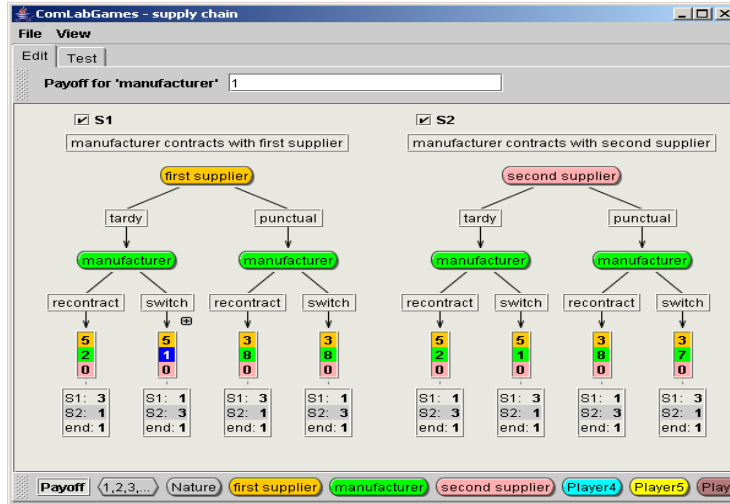 ComLabGames - supply chain
File View
Edit Test
Payoff for 'manufacturer' 1
S1 S2
manufacturer contracts with first supplier manufacturer contracts with second supplier
first supplier second supplier
tardy punctual tardy punctual
manufacturer manufacturer manufacturer manufacturer
recontract switch recontract switch recontract switch recontract switch
5 5 3 3 5 5 3 3
2 1 8 8 2 1 8 7
0 0 0 0 0 0 0 0
S1: 3 S1: 1 S1: 3 S1: 1 S1: 3 S1: 1 S1: 1 S1: 3
S2: 1 S2: 3 S2: 1 S2: 3 S2: 1 S2: 3 S2: 3 S2: 1
end: 1 end: 1 end: 1 end: 1 end: 1 end: 1 end: 1 end: 1
Payoff 1,2,3,... Nature first supplier manufacturer second supplier Player4 Player5 Play